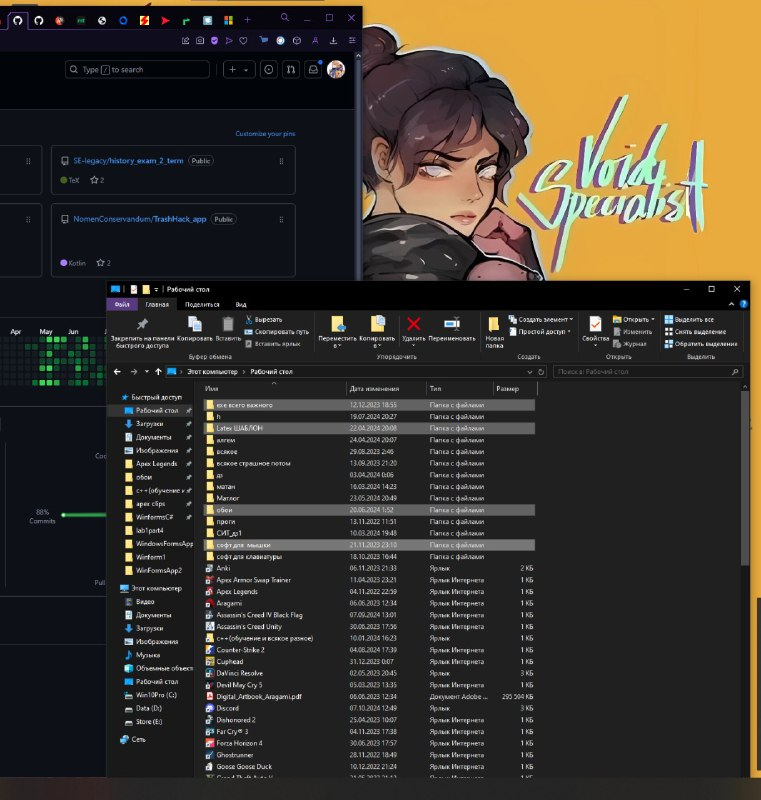 Type / to search
Customize your pins
SE-legacy/history_exam_2_term Public
TeX 2
NomenConservandum/TrashHack_app Public
Kotlin 2
Apr May Jun
88%
Commits
Void
Specialist
Рабочий стол
Файл Главная Поделиться Вид
Закрепить на панели быстрого доступа
Копировать
Вставить
Вырезать
Скопировать путь
Вставить ярлык
Буфер обмена
Переместить в
Копировать в
Удалить
Переименовать
Упорядочить
Новая папка
Создать элемент
Простой доступ
Создать
Свойства
Открыть
Изменить
Журнал
Открыть
Выделить все
Снять выделение
Обратить выделение
Выделить
Этот компьютер > Рабочий стол
Поиск в: Рабочий стол
Быстрый доступ
Рабочий стол
Загрузки
Документы
Изображения
Apex Legends
обои
c++(обучение и
apex clips
WinformsC#
lab1part4
WindowsFormsApp
Winform1
WinFormsApp2
Этот компьютер
Видео
Документы
Загрузки
Изображения
Музыка
Объемные объект
Рабочий стол
Win10Pro (C:)
Data (D:)
Store (E:)
Сеть
Имя Дата изменения Тип Размер
ехе всего важного 12.12.2023 18:55 Папка с файлами
h 19.07.2024 20:27 Папка с файлами
Latex ШАБЛОН 22.04.2024 20:08 Папка с файлами
алгем 24.04.2024 20:07 Папка с файлами
всякое 29.08.2023 2:46 Папка с файлами
всякое страшное потом 13.09.2023 21:20 Папка с файлами
дз 03.04.2024 0:06 Папка с файлами
матан 16.03.2024 14:23 Папка с файлами
Матлог 23.05.2024 20:49 Папка с файлами
обои 20.06.2024 1:52 Папка с файлами
проги 13.11.2022 11:51 Папка с файлами
СИТ_дз1 10.03.2024 19:48 Папка с файлами
софт для мышки 21.11.2023 23:10 Папка с файлами
софт для клавиатуры 18.10.2023 16:44 Папка с файлами
Anki 06.11.2023 21:33 Ярлык 2 КБ
Apex Armor Swap Trainer 11.04.2023 23:21 Ярлык Интернета 1 КБ
Apex Legends 04.11.2022 22:59 Ярлык Интернета 1 КБ
Aragami 06.06.2023 12:34 Ярлык Интернета 1 КБ
Assassin's Creed IV Black Flag 07.09.2024 13:01 Ярлык Интернета 1 КБ
Assassin's Creed Unity 30.06.2023 17:56 Ярлык Интернета 1 КБ
c++(обучение и всякое разное) 10.01.2024 16:23 Ярлык 1 КБ
Counter-Strike 2 04.08.2024 17:39 Ярлык Интернета 1 КБ
Cuphead 31.12.2023 0:07 Ярлык Интернета 1 КБ
DaVinci Resolve 02.05.2023 20:45 Ярлык 3 КБ
Devil May Cry 5 05.03.2023 13:35 Ярлык Интернета 1 КБ
Digital_Artbook_Aragami.pdf 06.06.2023 12:34 Документ Adobe ... 295 504 КБ
Discord 07.10.2024 12:49 Ярлык 3 КБ
Dishonored 2 25.04.2023 10:07 Ярлык Интернета 1 КБ
Far Cry® 3 04.11.2023 17:38 Ярлык Интернета 1 КБ
Forza Horizon 4 30.06.2023 17:57 Ярлык Интернета 1 КБ
Ghostrunner 28.11.2022 18:49 Ярлык Интернета 1 КБ
Goose Goose Duck 10.12.2022 21:24 Ярлык Интернета 1 КБ